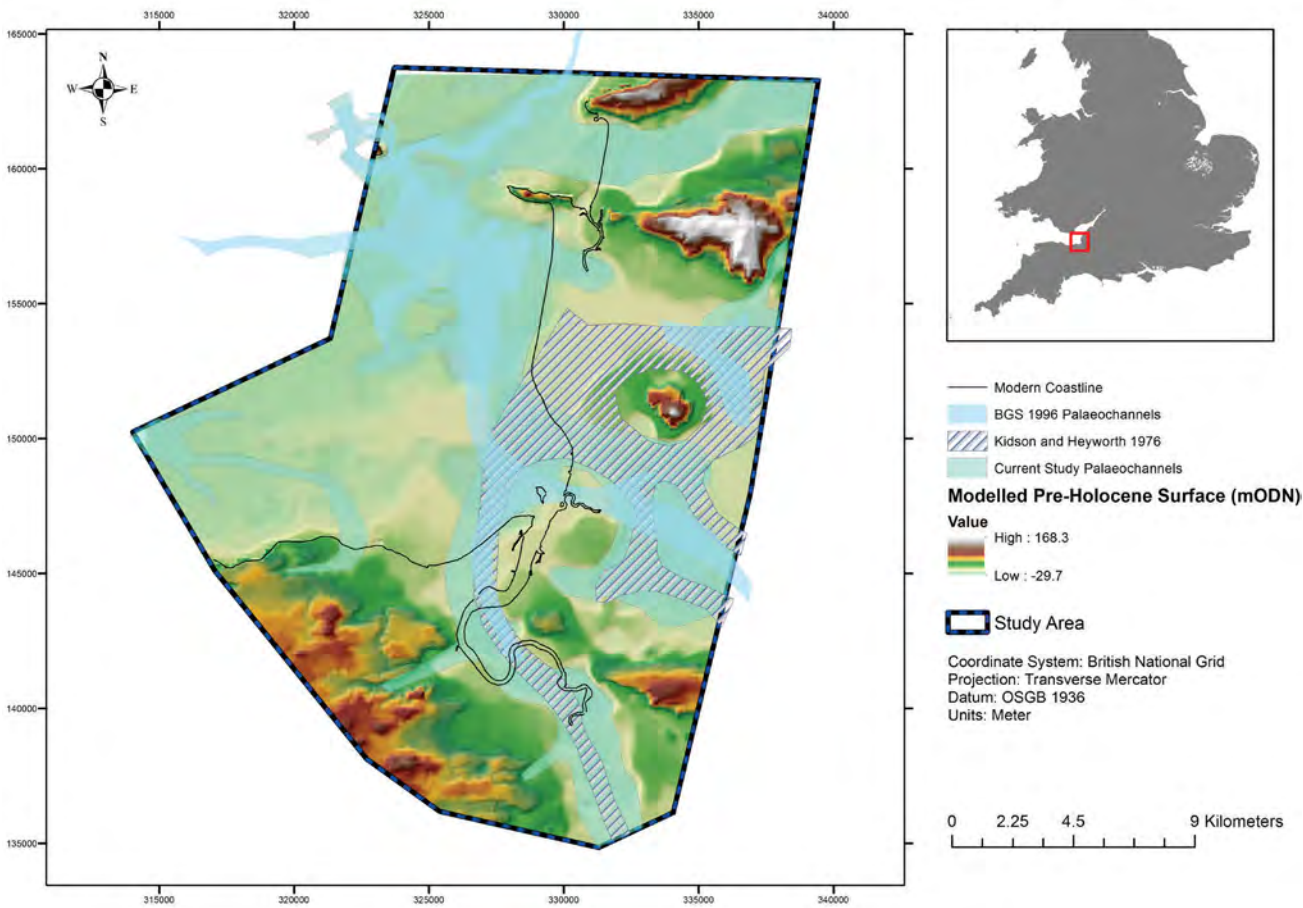 315000 320000 325000 330000 335000 340000
165000
160000
155000
150000
145000
140000
135000
N
W E
S
315000 320000 325000 330000 335000 340000
Modern Coastline
BGS 1996 Palaeochannels
Kidson and Heyworth 1976
Current Study Palaeochannels
Modelled Pre-Holocene Surface (mODN)
Value
High : 168.3
Low : -29.7
Study Area
Coordinate System: British National Grid
Projection: Transverse Mercator
Datum: OSGB 1936
Units: Meter
0 2.25 4.5 9 Kilometers